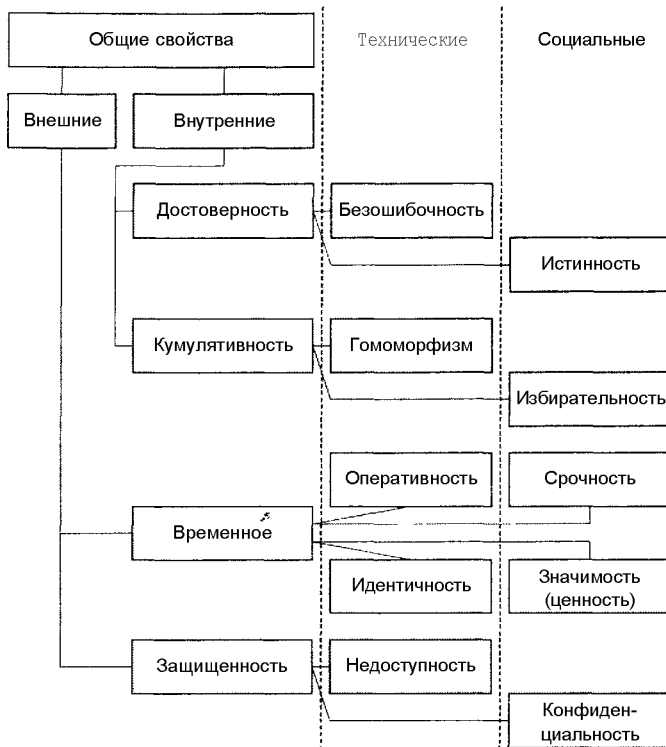 Общие свойства
Технические
Социальные
Внешние
Внутренние
Достоверность
Безошибочность
Истинность
Кумулятивность
Гомоморфизм
Избирательность
Оперативность
Срочность
Временное
Идентичность
Значимость
(ценность)
Защищенность
Недоступность
Конфиден-
циальность